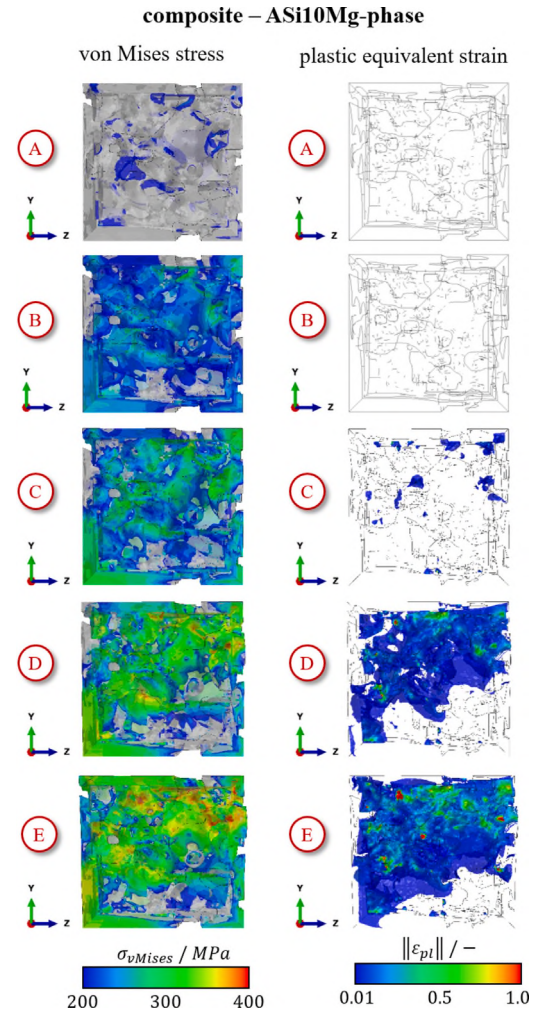 composite – ASi10Mg-phase
von Mises stress
plastic equivalent strain
A
A
Y
Z
Y
Z
B
B
Y
Z
Y
Z
C
C
Y
Z
Y
Z
D
D
Y
Z
Y
Z
E
E
Y
Z
Y
Z
σvMises / MPa
‖εpl‖ / −
200 300 400
0.01 0.5 1.0